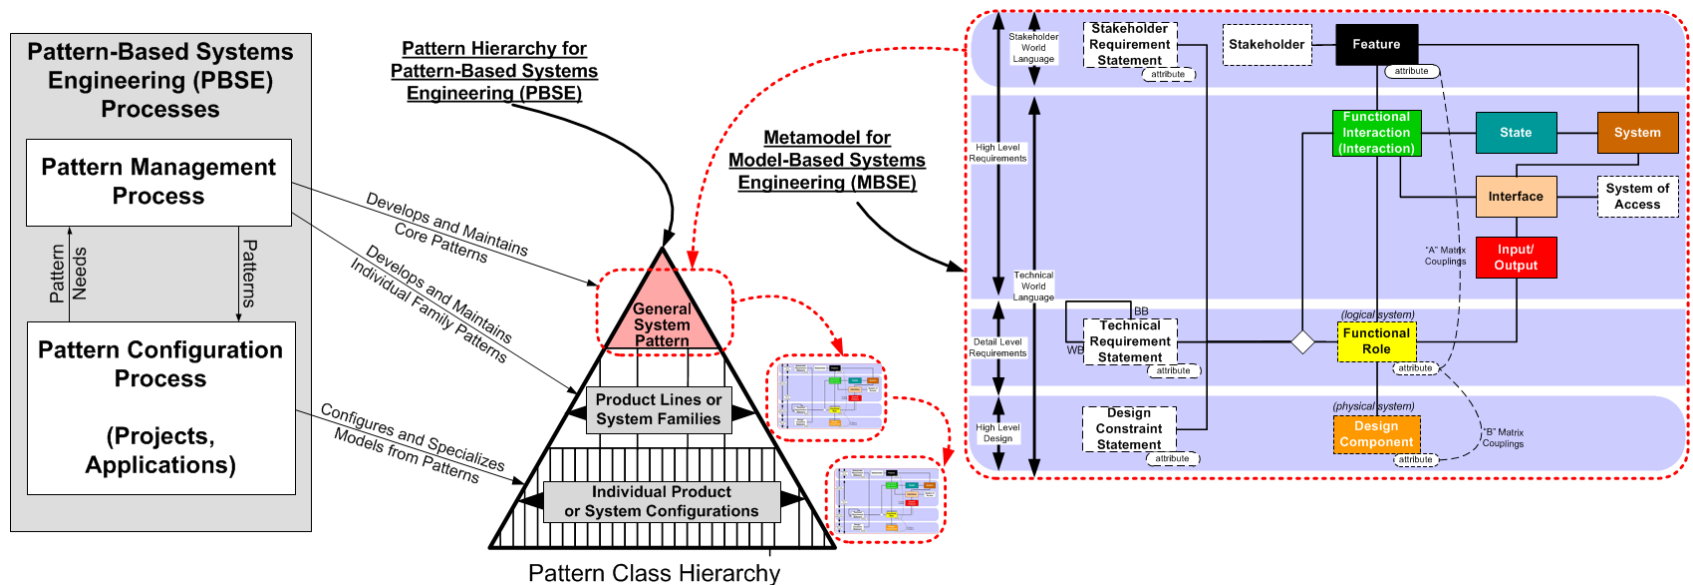 Pattern-Based Systems
Engineering (PBSE)
Processes
Pattern Management
Process
Pattern
Needs
Patterns
Pattern Configuration
Process
(Projects,
Applications)
Pattern Hierarchy for
Pattern-Based Systems
Engineering (PBSE)
Develops and Maintains
Core Patterns
Develops and Maintains
Individual Family Patterns
Configures and Specializes
Models from Patterns
General
System
Pattern
Product Lines or
System Families
Individual Product
or System Configurations
Pattern Class Hierarchy
Metamodel for
Model-Based Systems
Engineering (MBSE)
Stakeholder
World
Language
High Level
Requirements
Technical
World
Language
Detail Level
Requirements
High Level
Design
Stakeholder
Requirement
Statement
attribute
Stakeholder
Feature
attribute
Functional
Interaction
(Interaction)
State
System
Interface
System of
Access
Input/
Output
"A" Matrix
Couplings
BB
WB
Technical
Requirement
Statement
attribute
(logical system)
Functional
Role
attribute
Design
Constraint
Statement
attribute
(physical system)
Design
Component
attribute
"B" Matrix
Couplings